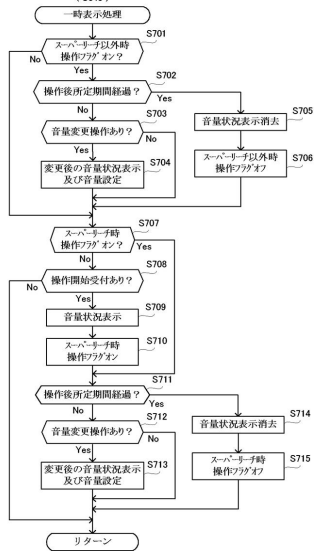 一時表示処理
S701
スーパーリーチ以外時
操作フラグオン？
No
Yes
S702
操作後所定期間経過？
Yes
No
S703
音量変更操作あり？
No
Yes
S704
変更後の音量状況表示
及び音量設定
S705
音量状況表示消去
S706
スーパーリーチ以外時
操作フラグオフ
S707
スーパーリーチ時
操作フラグオン？
Yes
No
S708
操作開始受付あり？
No
Yes
S709
音量状況表示
S710
スーパーリーチ時
操作フラグオン
S711
操作後所定期間経過？
Yes
No
S712
音量変更操作あり？
No
Yes
S713
変更後の音量状況表示
及び音量設定
S714
音量状況表示消去
S715
スーパーリーチ時
操作フラグオフ
リターン